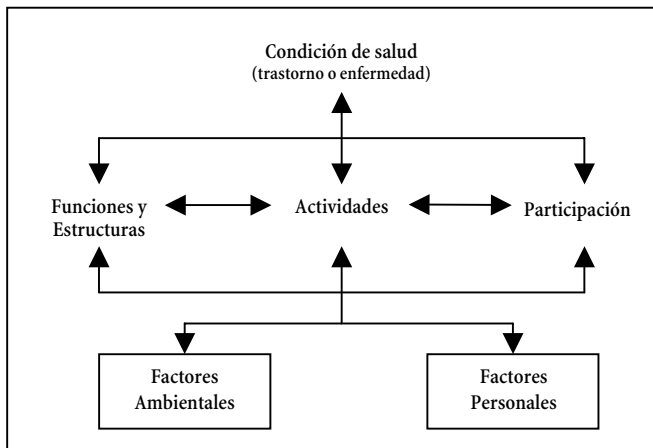 Condición de salud
(trastorno o enfermedad)
Funciones y
Estructuras
Actividades
Participación
Factores
Ambientales
Factores
Personales